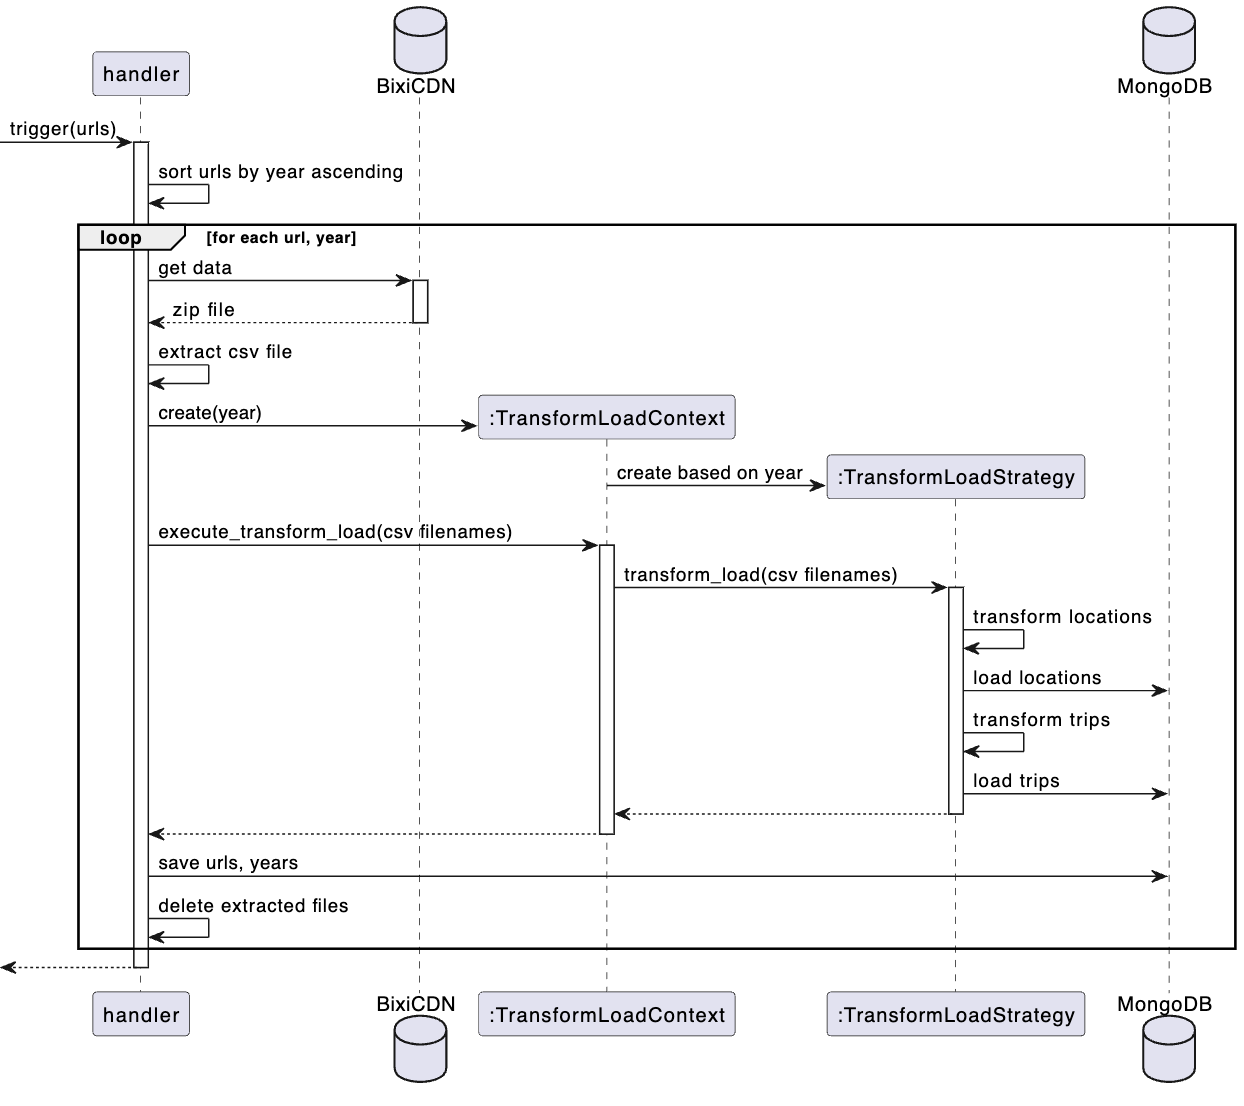 handler
BixiCDN
MongoDB
trigger(urls)
sort urls by year ascending
loop [for each url, year]
get data
zip file
extract csv file
create(year)
:TransformLoadContext
create based on year
:TransformLoadStrategy
execute_transform_load(csv filenames)
transform_load(csv filenames)
transform locations
load locations
transform trips
load trips
save urls, years
delete extracted files
handler
BixiCDN
:TransformLoadContext
:TransformLoadStrategy
MongoDB